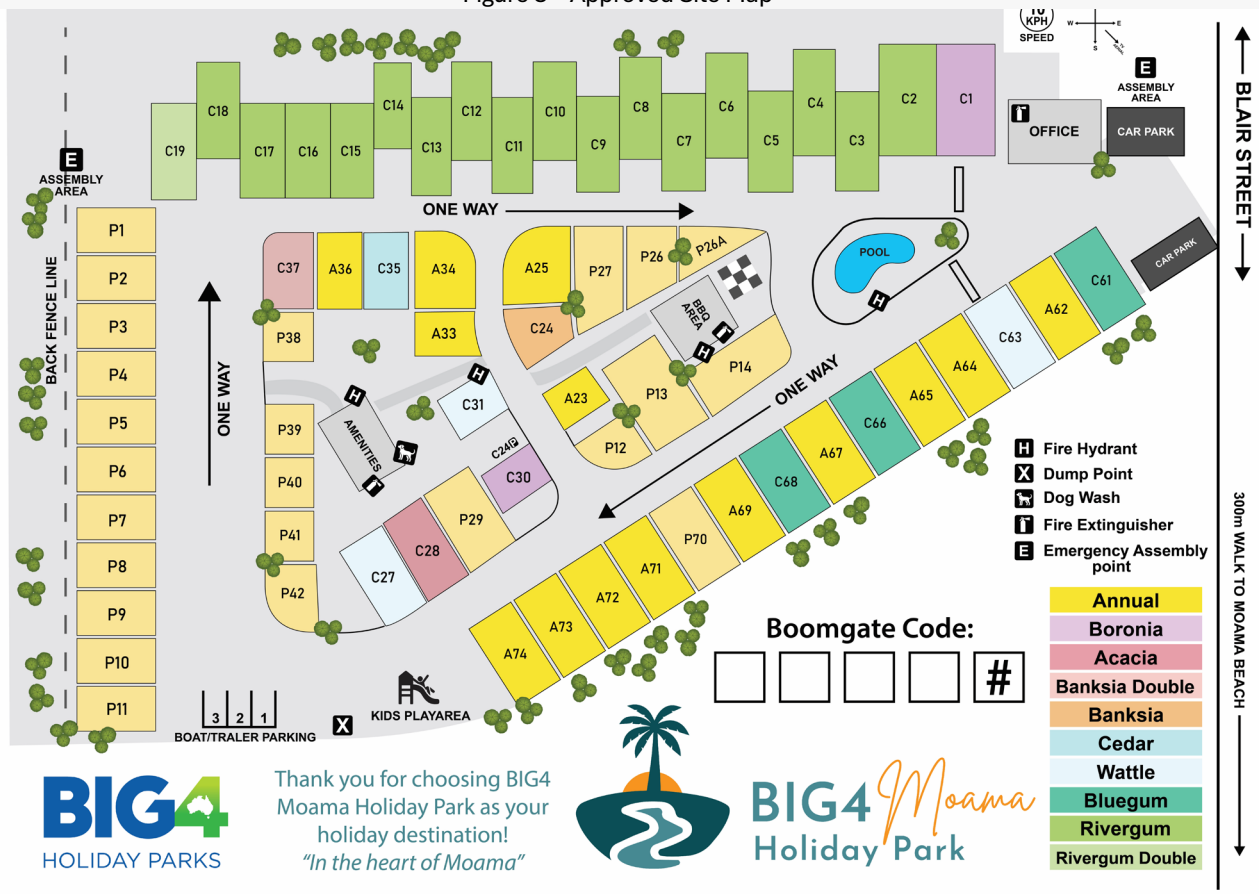 Figure 3 – Approved Site Map
10
KPH
SPEED
W E
S
E
ASSEMBLY
AREA
OFFICE
CAR PARK
BLAIR STREET
C19
C18
C17
C16
C15
C14
C13
C12
C11
C10
C9
C8
C7
C6
C5
C4
C3
C2
C1
E
ASSEMBLY
AREA
BACK FENCE LINE
ONE WAY
P1
P2
P3
P4
P5
P6
P7
P8
P9
P10
P11
ONE WAY
C37
A36
C35
A34
A33
P38
P39
P40
P41
P42
H
AMENITIES
H
C31
C24P
C30
P29
C28
C27
A25
P27
P26
P26A
C24
BBQ
AREA
H
A23
P12
P13
P14
POOL
H
CAR PARK
ONE WAY
C61
A62
C63
A64
A65
C66
A67
C68
A69
P70
A71
A72
A73
A74
H Fire Hydrant
X Dump Point
Dog Wash
Fire Extinguisher
E Emergency Assembly
point
Annual
Boronia
Acacia
Banksia Double
Banksia
Cedar
Wattle
Bluegum
Rivergum
Rivergum Double
300m WALK TO MOAMA BEACH
Boomgate Code:
#
3 2 1
BOAT/TRALER PARKING
X
KIDS PLAYAREA
BIG4
HOLIDAY PARKS
Thank you for choosing BIG4
Moama Holiday Park as your
holiday destination!
“In the heart of Moama”
BIG4 Moama
Holiday Park